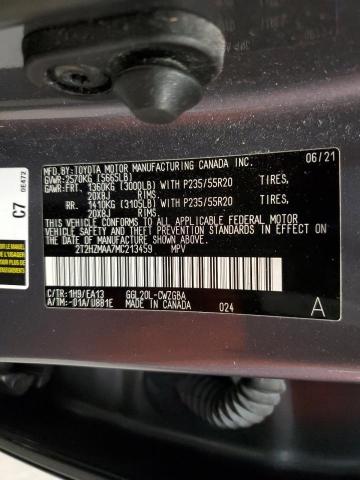 MFD. BY: TOYOTA MOTOR MANUFACTURING CANADA INC. 06/21
GVWR: 2570KG (5665LB)
GAWR: FRT. 1360KG (3000LB) WITH P235/55R20 TIRES,
20X8J RIMS,
RR. 1410KG (3105LB) WITH P235/55R20 TIRES,
20X8J RIMS,
THIS VEHICLE CONFORMS TO ALL APPLICABLE FEDERAL MOTOR
VEHICLE SAFETY, BUMPER, AND THEFT PREVENTION STANDARDS IN EFFECT
ON THE DATE OF MANUFACTURE SHOWN ABOVE.
2T2HZMAA7MC213459 MPV
C/TR: 1H9/EA13 GGL20L-CWZGBA
A/TM: -01A/U881E MADE IN CANADA 024 A
C7
0E472